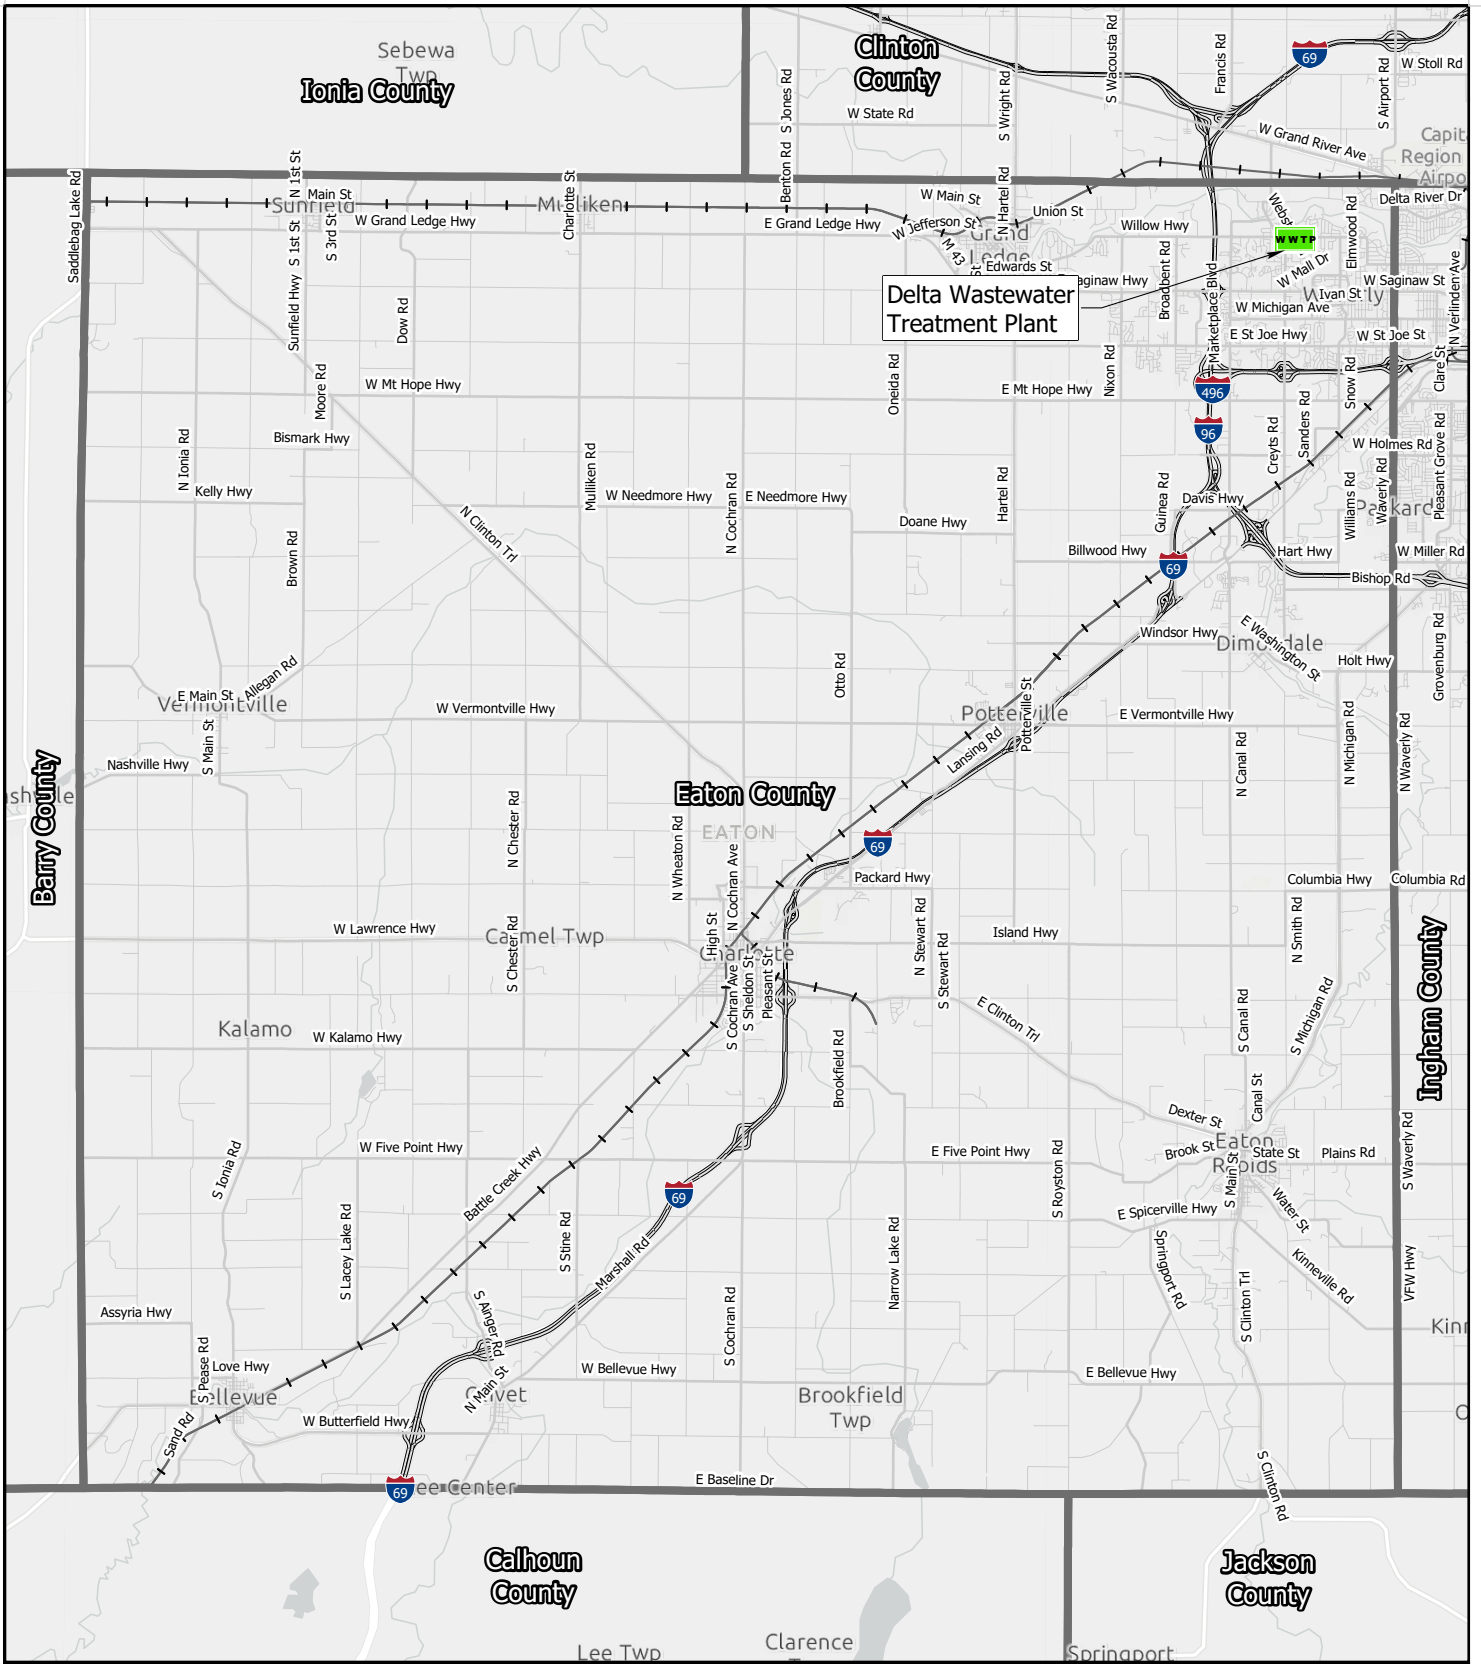 Sebewa
Twp
Ionia County
Clinton
County
S Jones Rd
W State Rd
S Wright Rd
S Wacousta Rd
Francis Rd
69
S Airport Rd
W Stoll Rd
W Grand River Ave
Region
Saddlebag Lake Rd
N 1st St
Main St
Sunfield
W Grand Ledge Hwy
S 1st St
S 3rd St
Charlotte St
Mulliken
Benton Rd
E Grand Ledge Hwy
W Main St
W Jefferson St
N Hartel Rd
Union St
Grand
Ledge
M 43
Edwards St
Willow Hwy
Broadbent Rd
WWTP
W Mall Dr
Elmwood Rd
Delta River Dr
W Saginaw St
Ivan St
W Michigan Ave
N Verlinden Ave
Delta Wastewater
Treatment Plant
Marketplace Blvd
E St Joe Hwy
W St Joe St
Clare St
Sunfield Hwy
Dow Rd
Moore Rd
W Mt Hope Hwy
Oneida Rd
E Mt Hope Hwy
Nixon Rd
496
96
Snow Rd
Sanders Rd
Creyts Rd
W Holmes Rd
Pleasant Grove Rd
Bismark Hwy
N Ionia Rd
Kelly Hwy
Mulliken Rd
W Needmore Hwy
N Cochran Rd
E Needmore Hwy
Doane Hwy
Hartel Rd
Guinea Rd
Davis Hwy
Williams Rd
Waverly Rd
Packard
N Clinton Trl
Brown Rd
Billwood Hwy
69
Hart Hwy
W Miller Rd
Bishop Rd
Windsor Hwy
E Washington St
Dimondale
Holt Hwy
Grovenburg Rd
Allegan Rd
E Main St
Vermontville
W Vermontville Hwy
Otto Rd
Potterville
Potterville St
E Vermontville Hwy
S Main St
Nashville Hwy
Lansing Rd
N Canal Rd
N Michigan Rd
N Waverly Rd
Barry County
Eaton County
EATON
N Chester Rd
N Wheaton Rd
N Cochran Ave
69
Packard Hwy
Columbia Hwy
Columbia Rd
W Lawrence Hwy
Carmel Twp
S Chester Rd
High St
Charlotte
N Stewart Rd
S Stewart Rd
Island Hwy
N Smith Rd
Ingham County
S Cochran Ave
S Sheldon St
Pleasant St
Kalamo
W Kalamo Hwy
E Clinton Trl
Brookfield Rd
S Canal Rd
S Michigan Rd
Canal St
Dexter St
Eaton
Rapids
Brook St
State St
Plains Rd
S Main St
S Waverly Rd
W Five Point Hwy
E Five Point Hwy
S Ionia Rd
Battle Creek Hwy
69
S Royston Rd
E Spicerville Hwy
Water St
S Lacey Lake Rd
S Stine Rd
Marshall Rd
Narrow Lake Rd
Springport Rd
Kinneville Rd
VFW Hwy
Assyria Hwy
S Ainger Rd
S Cochran Rd
S Clinton Trl
S Pease Rd
Love Hwy
Bellevue
N Main St
Olivet
W Bellevue Hwy
E Bellevue Hwy
Brookfield
Twp
Sand Rd
W Butterfield Hwy
69
E Baseline Dr
S Clinton Rd
Calhoun
County
Jackson
County
Lee Twp
Clarence
Springport